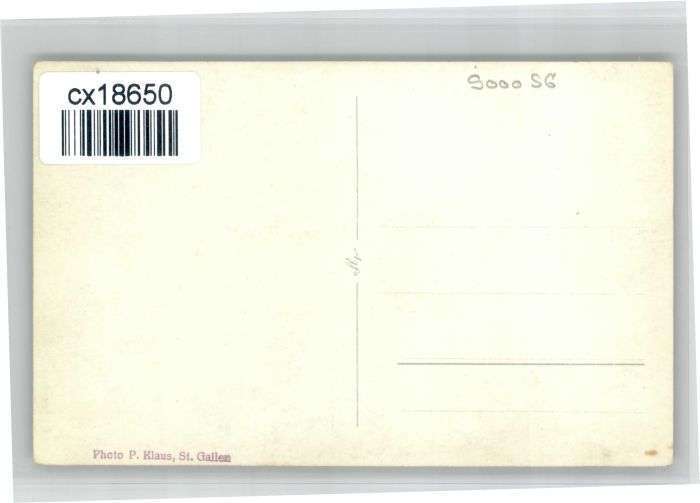 cx18650
9000 SG
Photo P. Klaus, St. Gallen